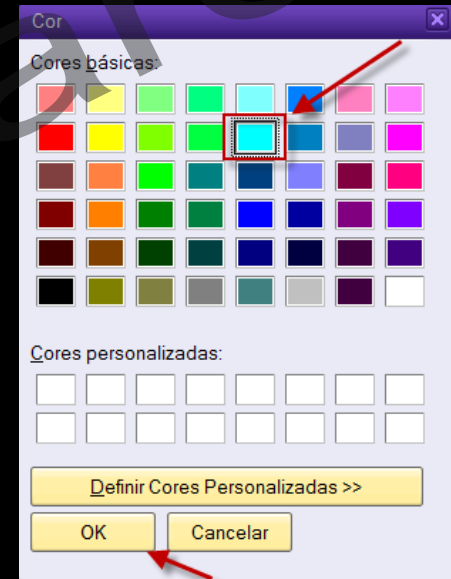 Cor
Cores básicas:
Cores personalizadas:
Definir Cores Personalizadas >>
OK
Cancelar